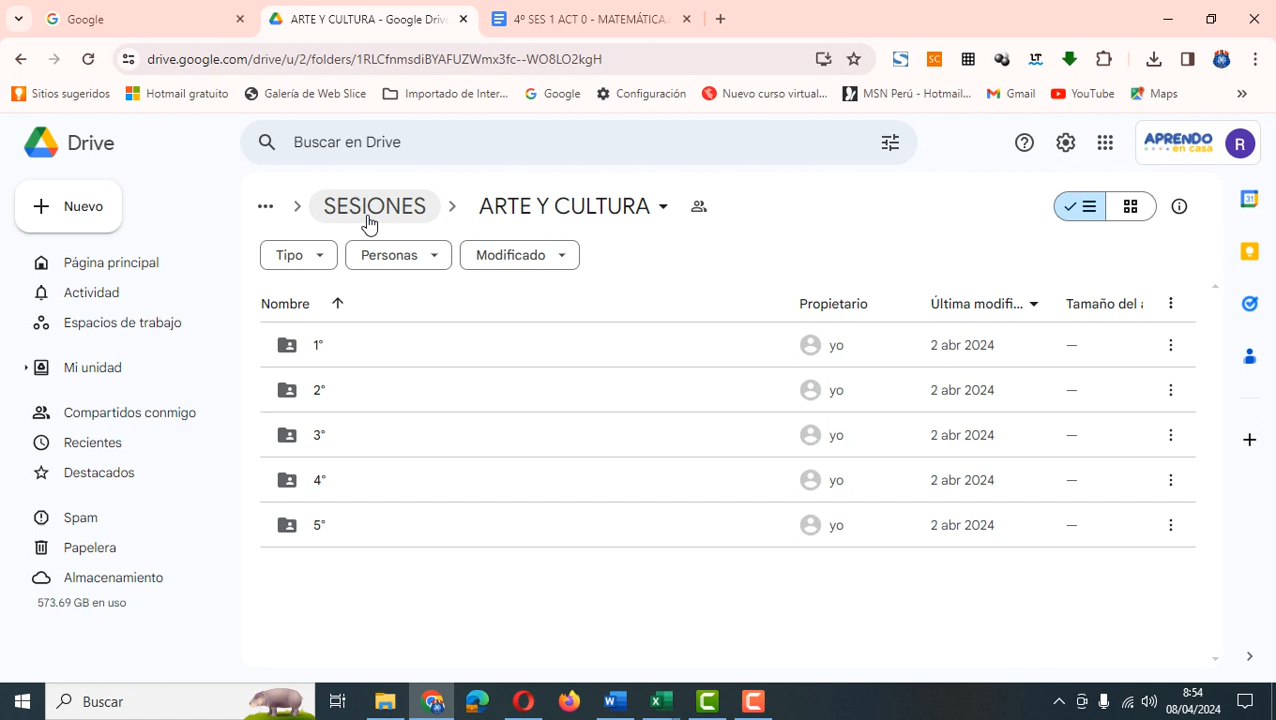 Google
ARTE Y CULTURA - Google Driv
4º SES 1 ACT 0 - MATEMÁTICA
drive.google.com/drive/u/2/folders/1RLCfnmsdiBYAFUZWmx3fc--WO8LO2kgH
Sitios sugeridos
Hotmail gratuito
Galería de Web Slice
Importado de Inter...
Google
Configuración
Nuevo curso virtual...
MSN Perú - Hotmail...
Gmail
YouTube
Maps
Drive
Buscar en Drive
APRENDO
en casa
R
Nuevo
SESIONES
ARTE Y CULTURA
Tipo
Personas
Modificado
Página principal
Actividad
Espacios de trabajo
Mi unidad
Compartidos conmigo
Recientes
Destacados
Spam
Papelera
Almacenamiento
573.69 GB en uso
Nombre
Propietario
Última modifi...
Tamaño del
1° yo 2 abr 2024 —
2° yo 2 abr 2024 —
3° yo 2 abr 2024 —
4° yo 2 abr 2024 —
5° yo 2 abr 2024 —
31
S
SC
LT
Buscar
8:54
08/04/2024